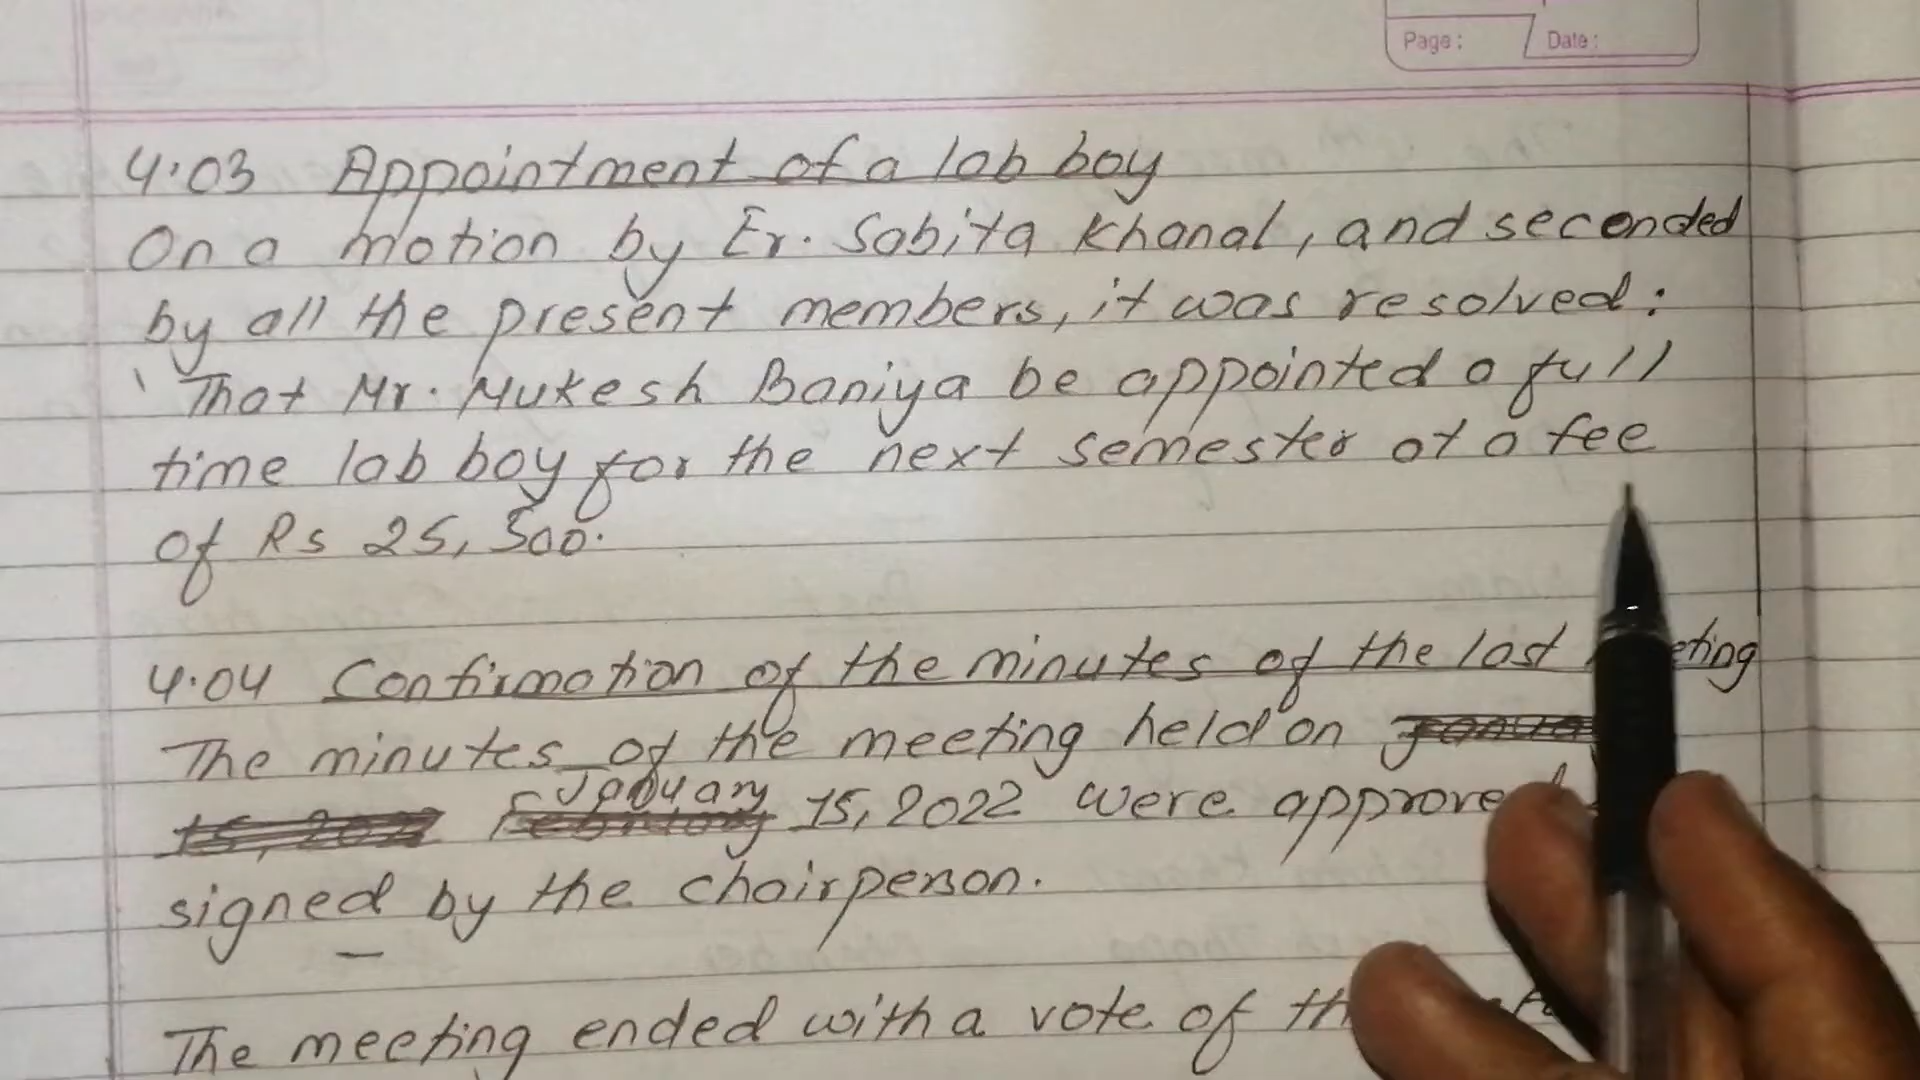 Page : Date :
4.03 Appointment of a lab boy
On a motion by Er. Sabita Khanal, and seconded
by all the present members, it was resolved:
' That Mr. Mukesh Baniya be appointed a full
time lab boy for the next semester at a fee
of Rs 25, 500.
4.04 Confirmation of the minutes of the last
The minutes of the meeting held on
January
15, 2022 were
signed by the chairperson.
The meeting ended with a vote of